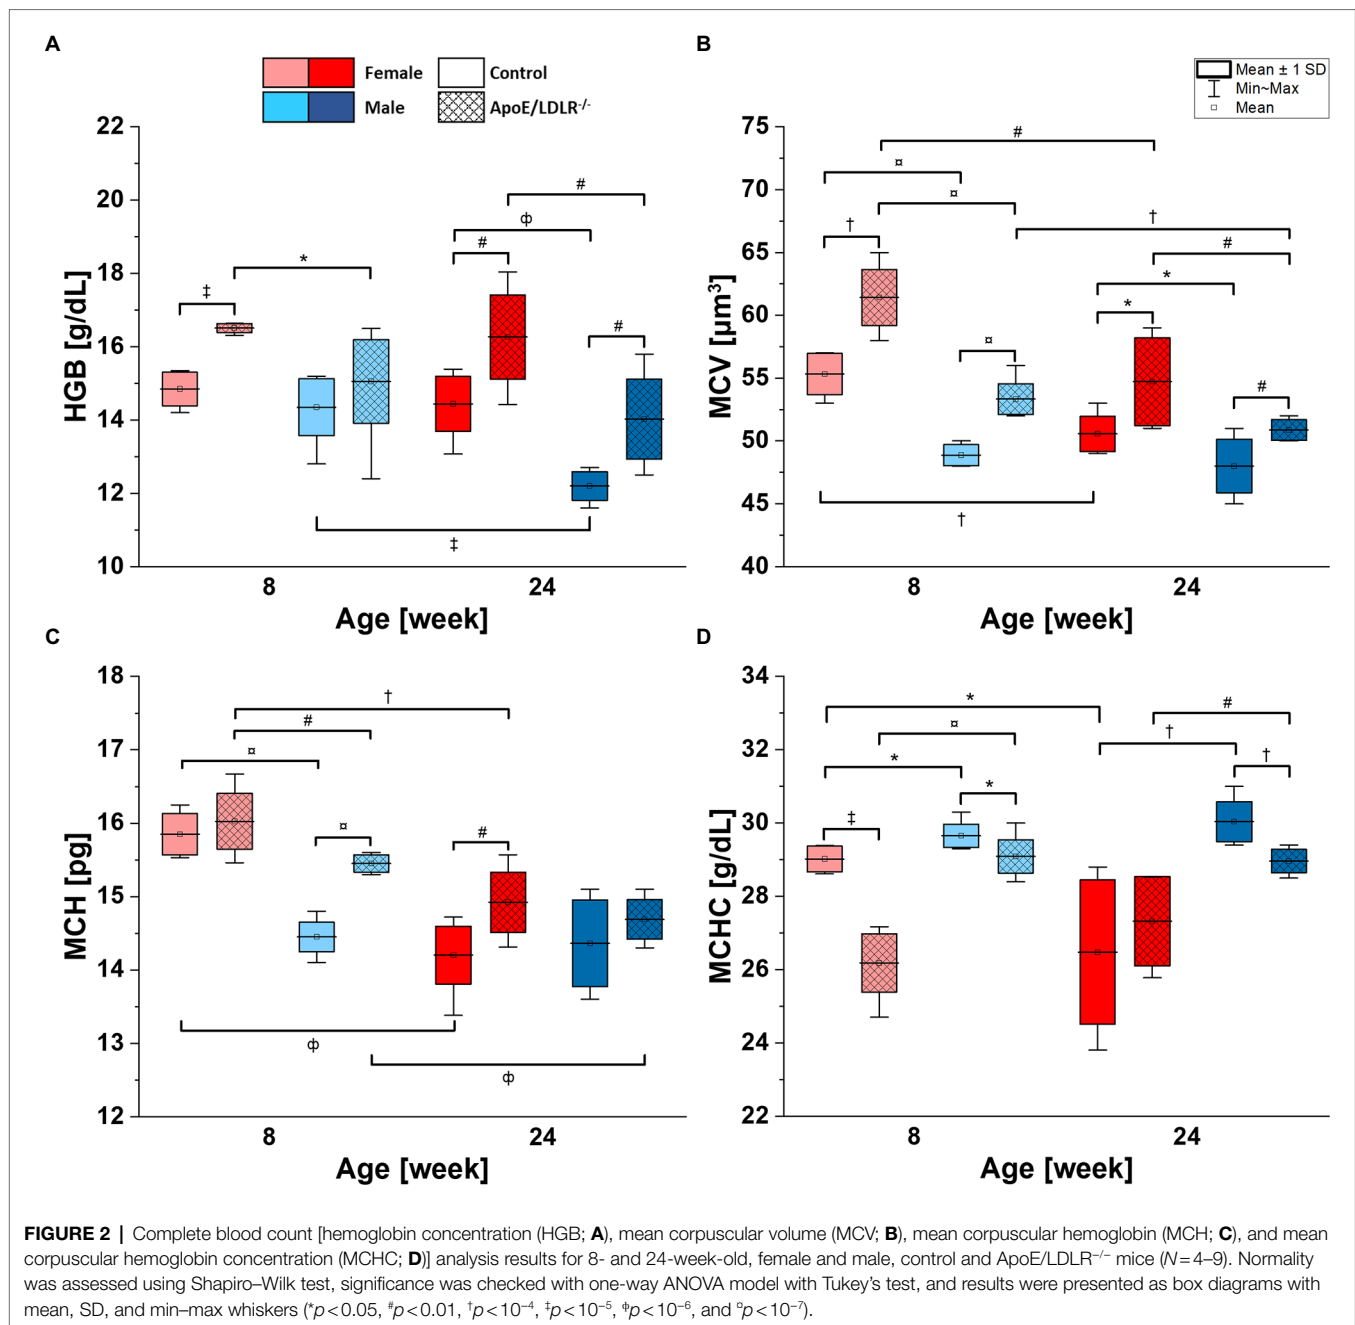 A
Female
Control
Male
ApoE/LDLR-/-
22
20
18
16
14
12
10
HGB [g/dL]
‡
*
#
ф
#
#
‡
8
24
Age [week]
B
Mean ± 1 SD
Min~Max
Mean
75
70
65
60
55
50
45
40
MCV [µm³]
#
¤
¤
†
†
#
*
*
¤
#
†
8
24
Age [week]
C
18
17
16
15
14
13
12
MCH [pg]
†
#
¤
¤
#
ф
ф
8
24
Age [week]
D
34
32
30
28
26
24
22
MCHC [g/dL]
*
#
¤
†
*
†
*
‡
8
24
Age [week]
FIGURE 2 | Complete blood count [hemoglobin concentration (HGB; A), mean corpuscular volume (MCV; B), mean corpuscular hemoglobin (MCH; C), and mean
corpuscular hemoglobin concentration (MCHC; D)] analysis results for 8- and 24-week-old, female and male, control and ApoE/LDLR−/− mice (N = 4–9). Normality
was assessed using Shapiro–Wilk test, significance was checked with one-way ANOVA model with Tukey's test, and results were presented as box diagrams with
mean, SD, and min–max whiskers (*p < 0.05, #p < 0.01, †p < 10−4, ‡p < 10−5, фp < 10−6, and ¤p < 10−7).